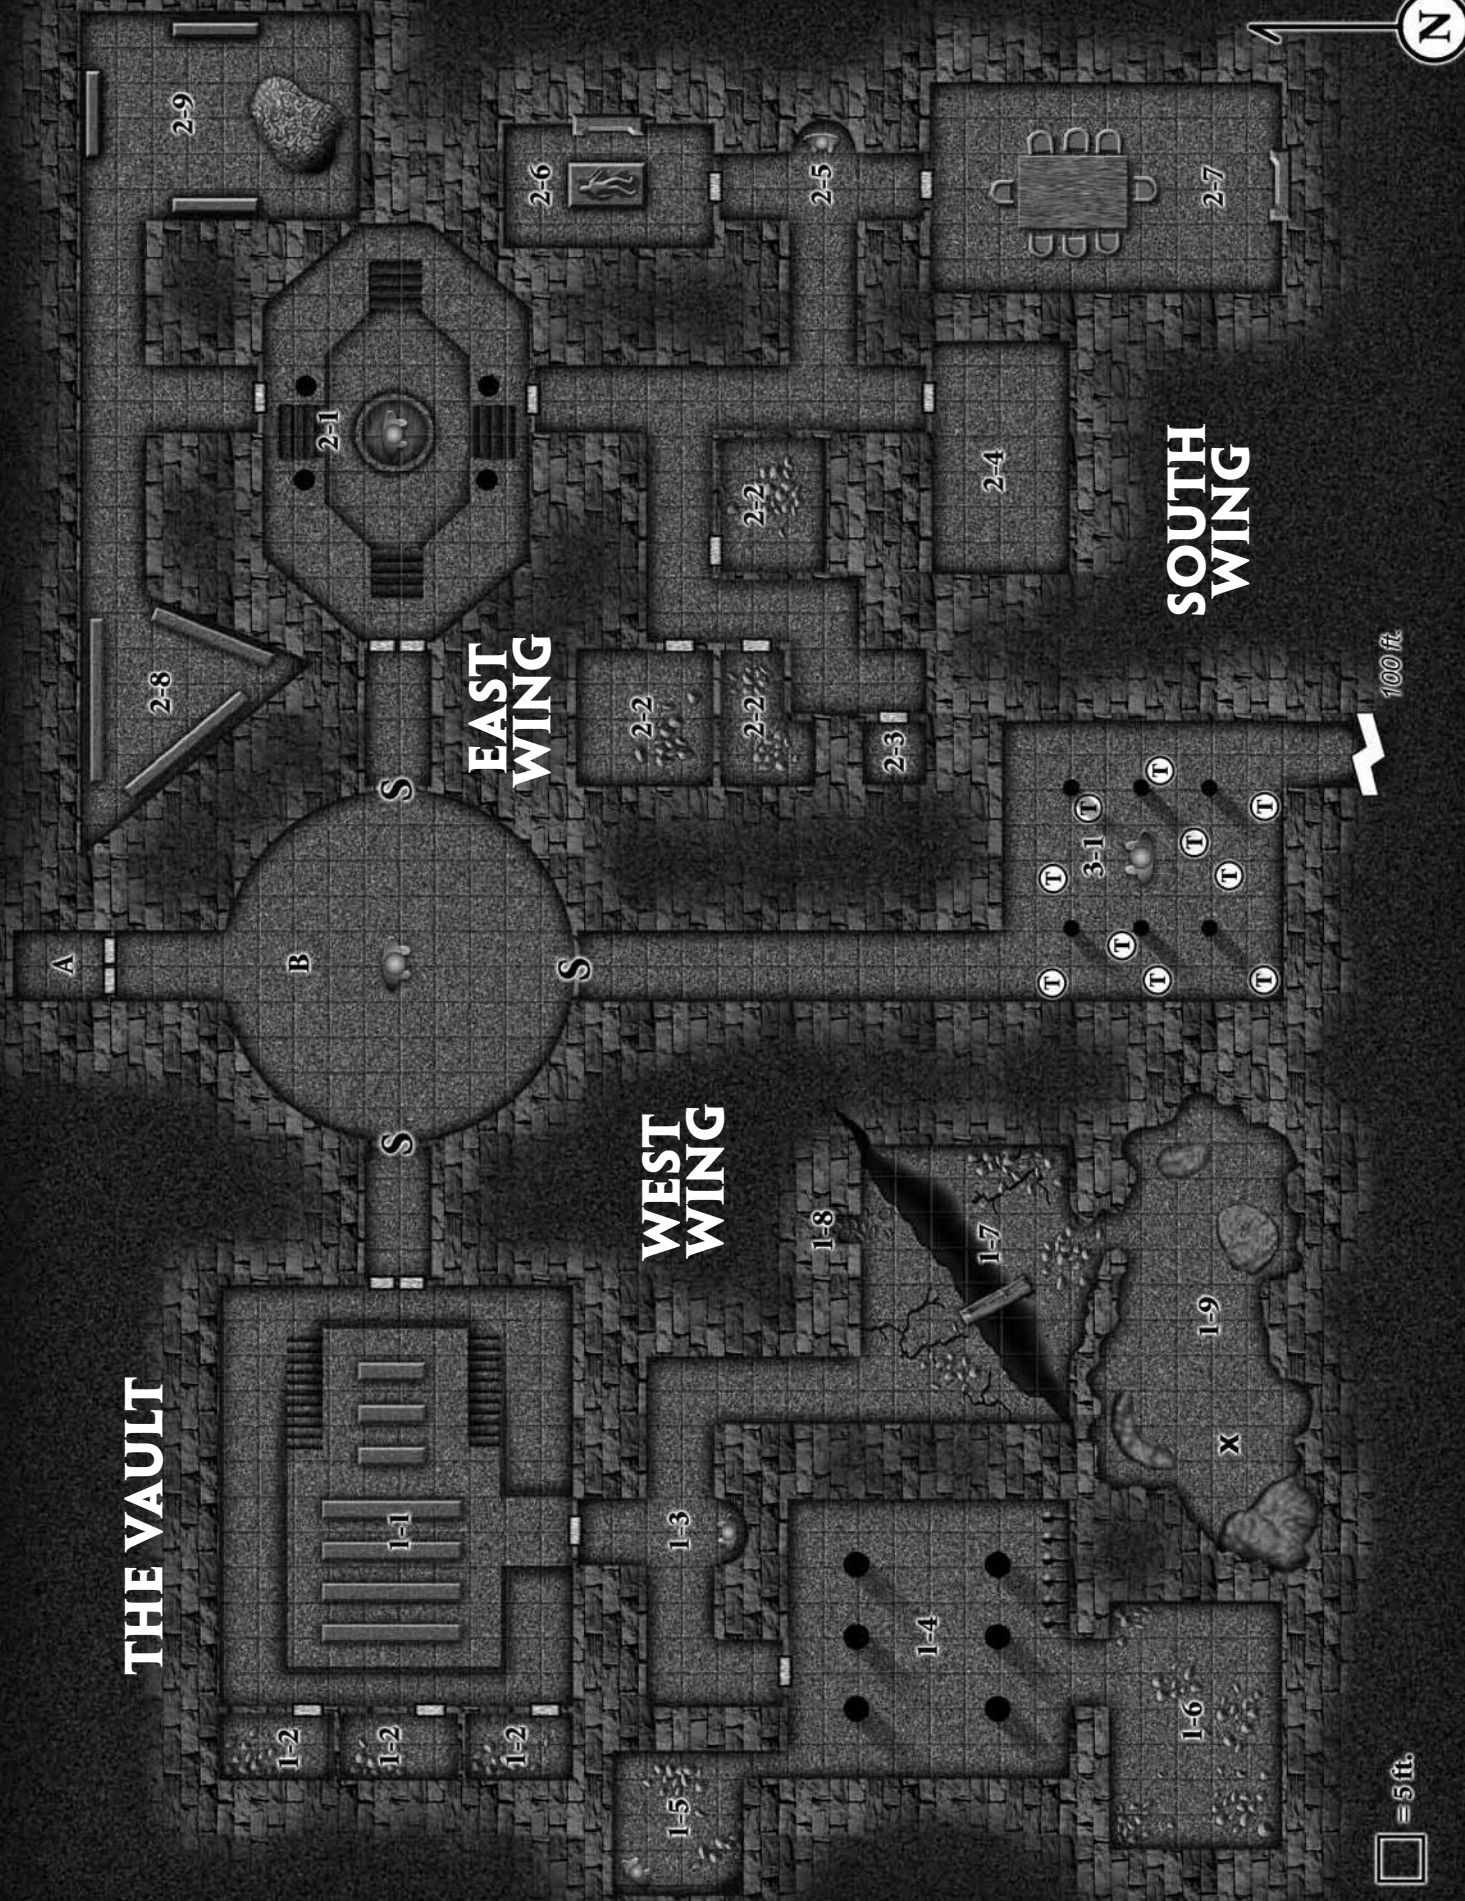 A
THE VAULT
2-8
2-9
1-2
B
2-1
1-2
1-1
S
S
EAST
WING
1-2
2-6
S
2-2
WEST
WING
1-5
1-3
2-2
2-2
1-8
2-5
2-3
1-4
1-7
2-4
T
T
T
3-1
T
T
T
1-6
T
SOUTH
WING
1-9
2-7
T
T
T
100 ft.
= 5 ft.
N